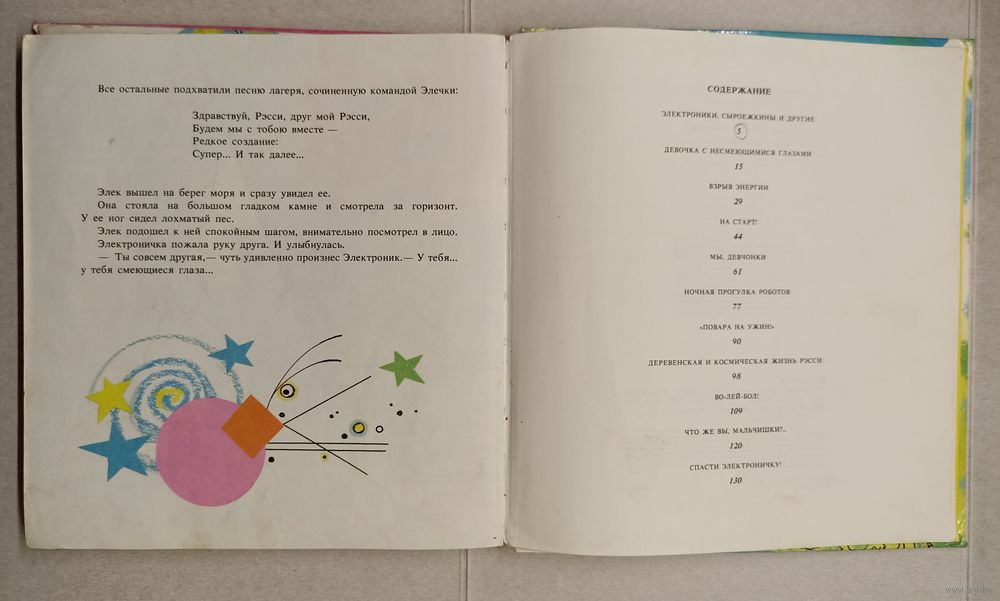 Все остальные подхватили песню лагеря, сочиненную командой Элечки:
Здравствуй, Рэсси, друг мой Рэсси,
Будем мы с тобою вместе —
Редкое создание:
Супер... И так далее...
Элек вышел на берег моря и сразу увидел ее.
Она стояла на большом гладком камне и смотрела за горизонт.
У ее ног сидел лохматый пес.
Элек подошел к ней спокойным шагом, внимательно посмотрел в лицо.
Электроничка пожала руку друга. И улыбнулась.
— Ты совсем другая,— чуть удивленно произнес Электроник.— У тебя...
у тебя смеющиеся глаза...
СОДЕРЖАНИЕ
ЭЛЕКТРОНИКИ, СЫРОЕЖКИНЫ И ДРУГИЕ
5
ДЕВОЧКА С НЕСМЕЮЩИМИСЯ ГЛАЗАМИ
15
ВЗРЫВ ЭНЕРГИИ
29
НА СТАРТ!
44
МЫ, ДЕВЧОНКИ
61
НОЧНАЯ ПРОГУЛКА РОБОТОВ
77
«ПОВАРА НА УЖИН!»
90
ДЕРЕВЕНСКАЯ И КОСМИЧЕСКАЯ ЖИЗНЬ РЭССИ
98
ВО-ЛЕЙ-БОЛ!
109
ЧТО ЖЕ ВЫ, МАЛЬЧИШКИ?..
120
СПАСТИ ЭЛЕКТРОНИЧКУ!
130
www.ay.by